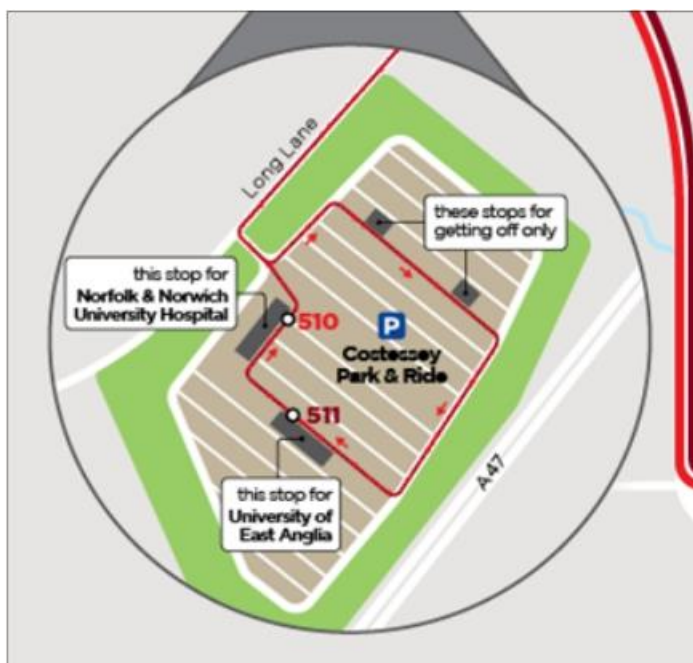 Long Lane
these stops for
getting off only
this stop for
Norfolk & Norwich
University Hospital
510
P
Costessey
Park & Ride
511
this stop for
University of
East Anglia
A47